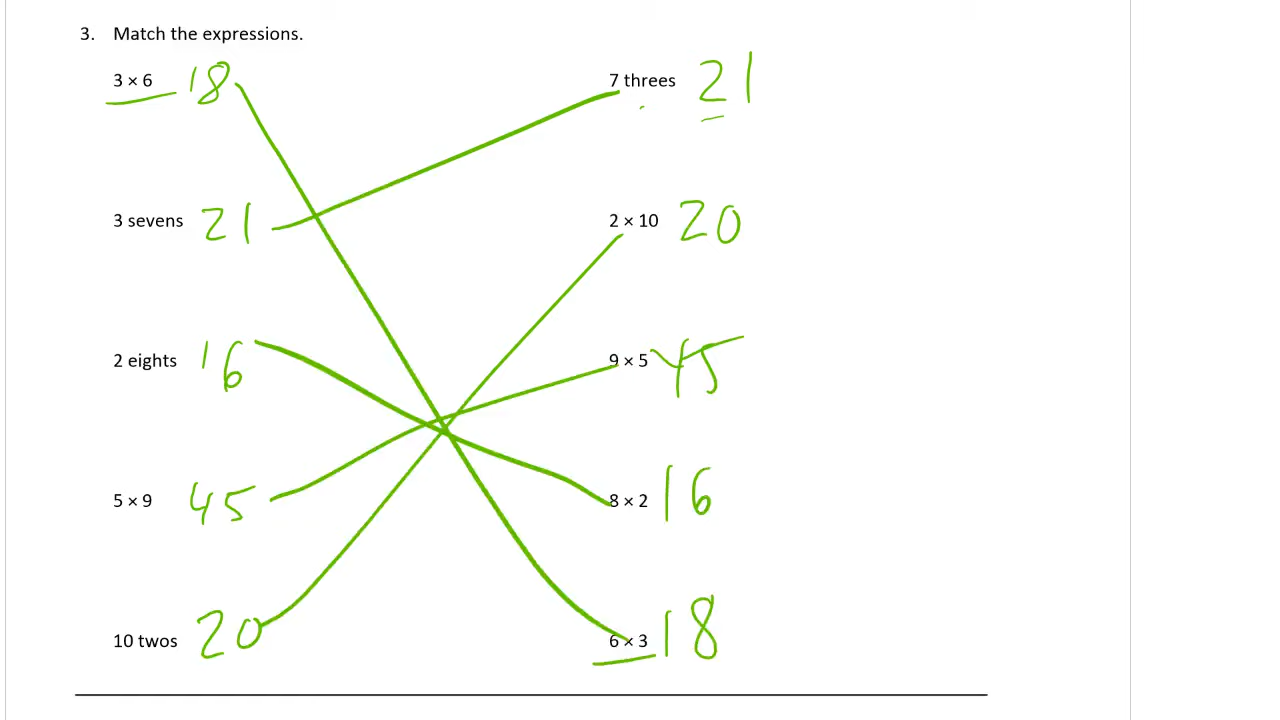 3. Match the expressions.
3 × 6 18 7 threes 21
3 sevens 21 2 × 10 20
2 eights 16 9 × 5 45
5 × 9 45 8 × 2 16
10 twos 20 6 × 3 18